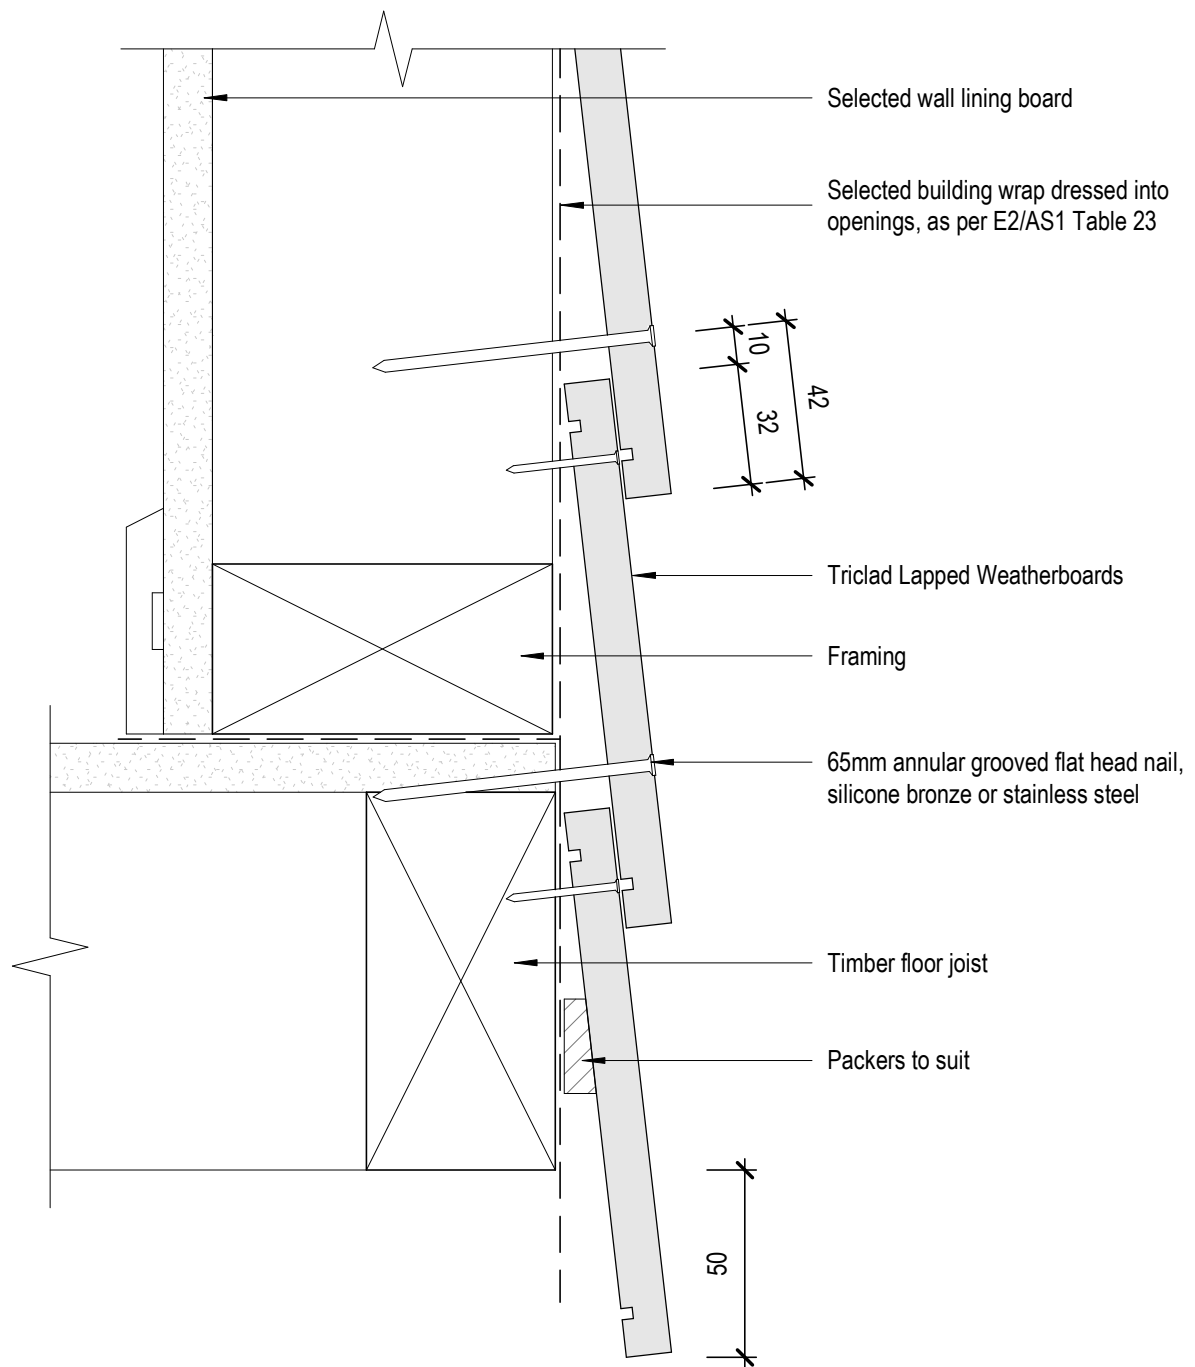 Selected wall lining board
Selected building wrap dressed into
openings, as per E2/AS1 Table 23
10
42
32
Triclad Lapped Weatherboards
Framing
65mm annular grooved flat head nail,
silicone bronze or stainless steel
Timber floor joist
Packers to suit
50